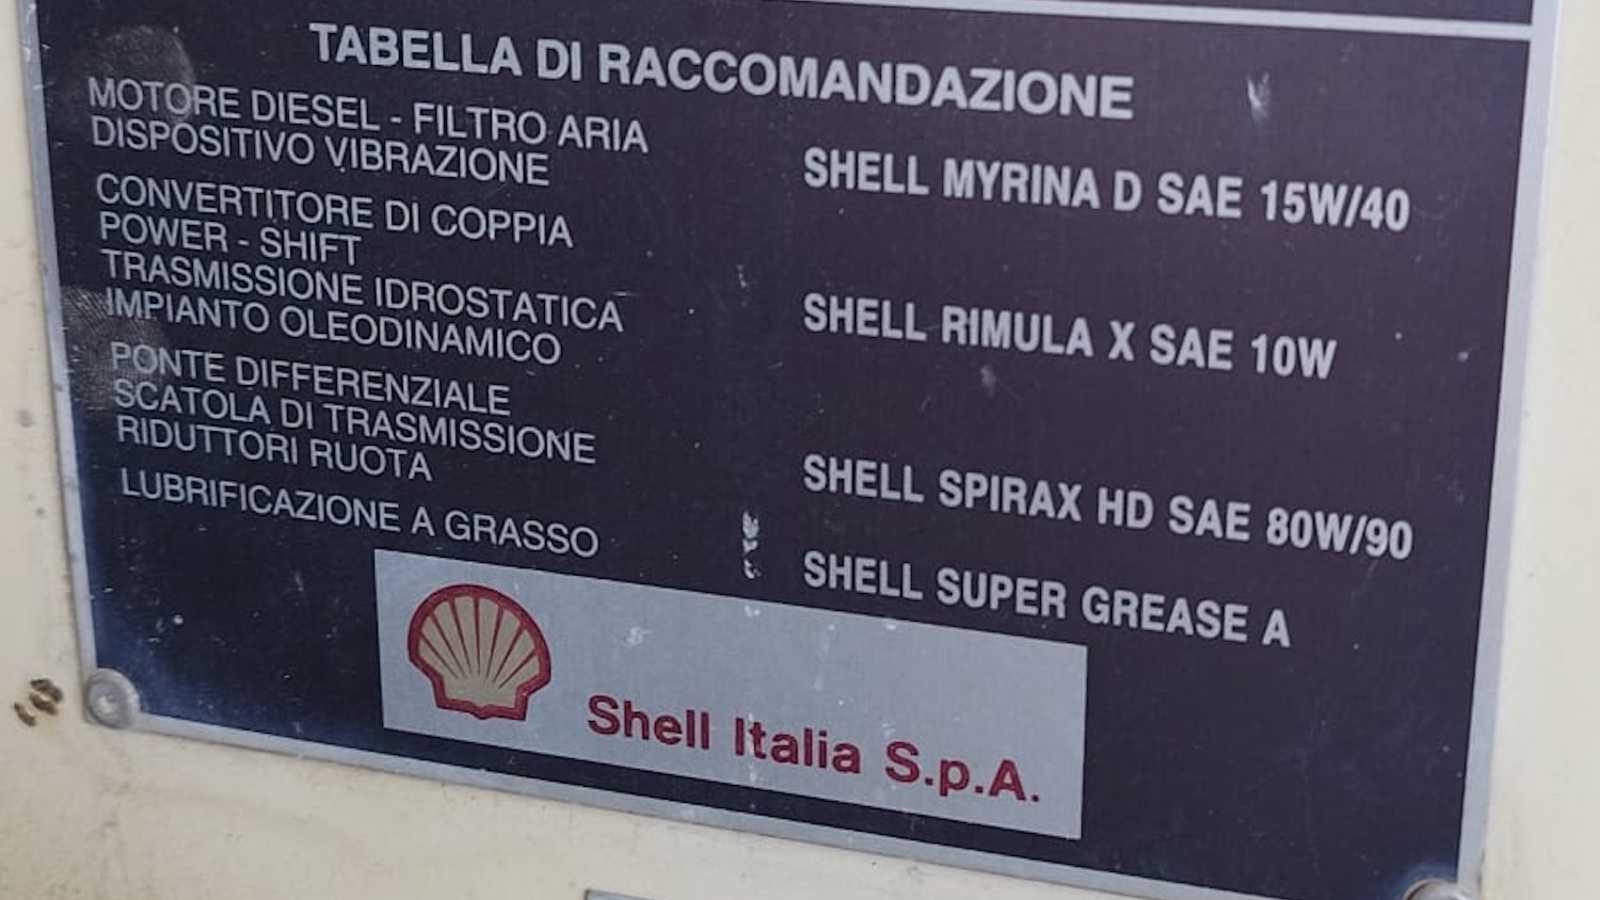 TABELLA DI RACCOMANDAZIONE
MOTORE DIESEL - FILTRO ARIA
DISPOSITIVO VIBRAZIONE
SHELL MYRINA D SAE 15W/40
CONVERTITORE DI COPPIA
POWER - SHIFT
TRASMISSIONE IDROSTATICA
IMPIANTO OLEODINAMICO
SHELL RIMULA X SAE 10W
PONTE DIFFERENZIALE
SCATOLA DI TRASMISSIONE
RIDUTTORI RUOTA
SHELL SPIRAX HD SAE 80W/90
LUBRIFICAZIONE A GRASSO
SHELL SUPER GREASE A
Shell Italia S.p.A.